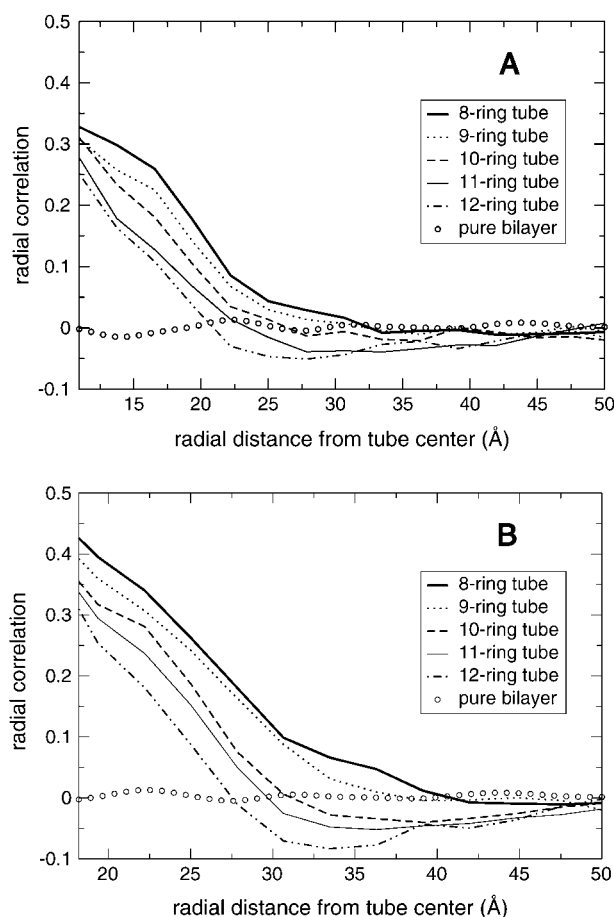 0.5
A
0.4
8-ring tube
9-ring tube
10-ring tube
11-ring tube
12-ring tube
pure bilayer
0.3
0.2
0.1
0
-0.1
radial correlation
15 20 25 30 35 40 45 50
radial distance from tube center (Å)
0.5
B
0.4
8-ring tube
9-ring tube
10-ring tube
11-ring tube
12-ring tube
pure bilayer
0.3
0.2
0.1
0
-0.1
radial correlation
20 25 30 35 40 45 50
radial distance from tube center (Å)